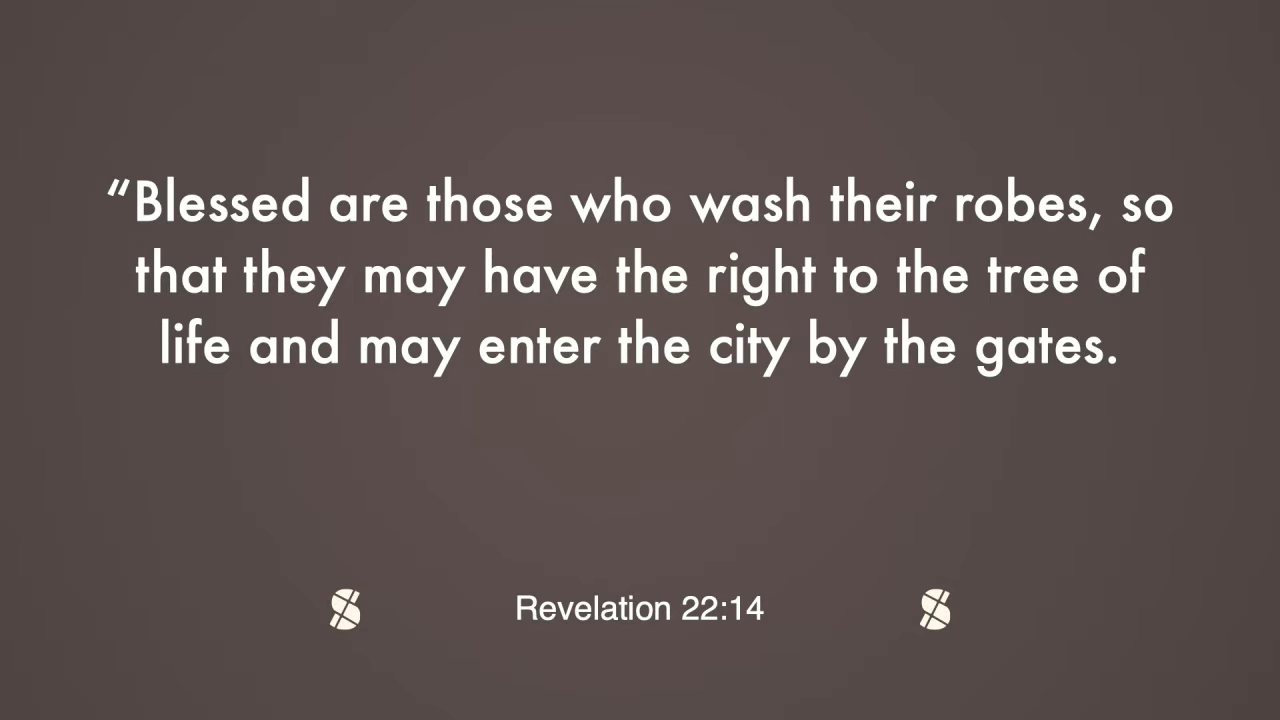 “Blessed are those who wash their robes, so
that they may have the right to the tree of
life and may enter the city by the gates.
Revelation 22:14